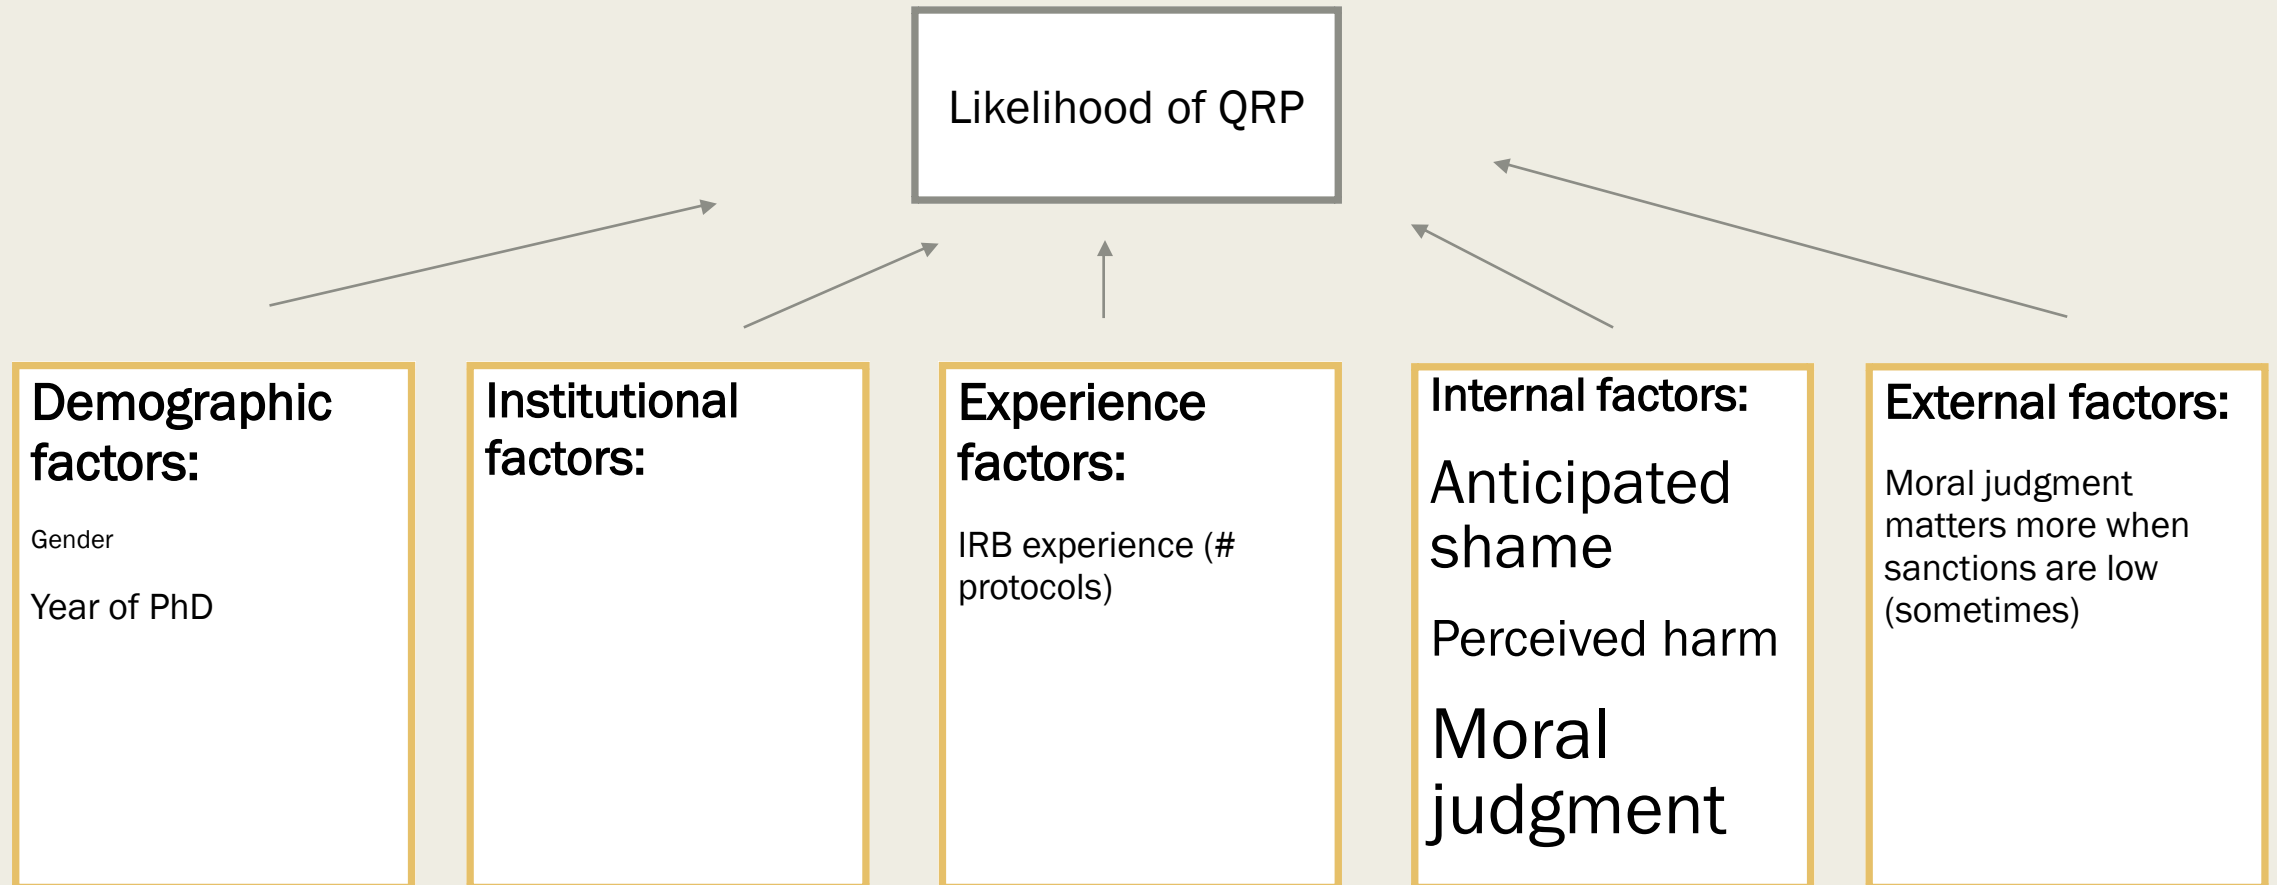 Likelihood of QRP
Demographic
factors:
Gender
Year of PhD
Institutional
factors:
Experience
factors:
IRB experience (#
protocols)
Internal factors:
Anticipated
shame
Perceived harm
Moral
judgment
External factors:
Moral judgment
matters more when
sanctions are low
(sometimes)